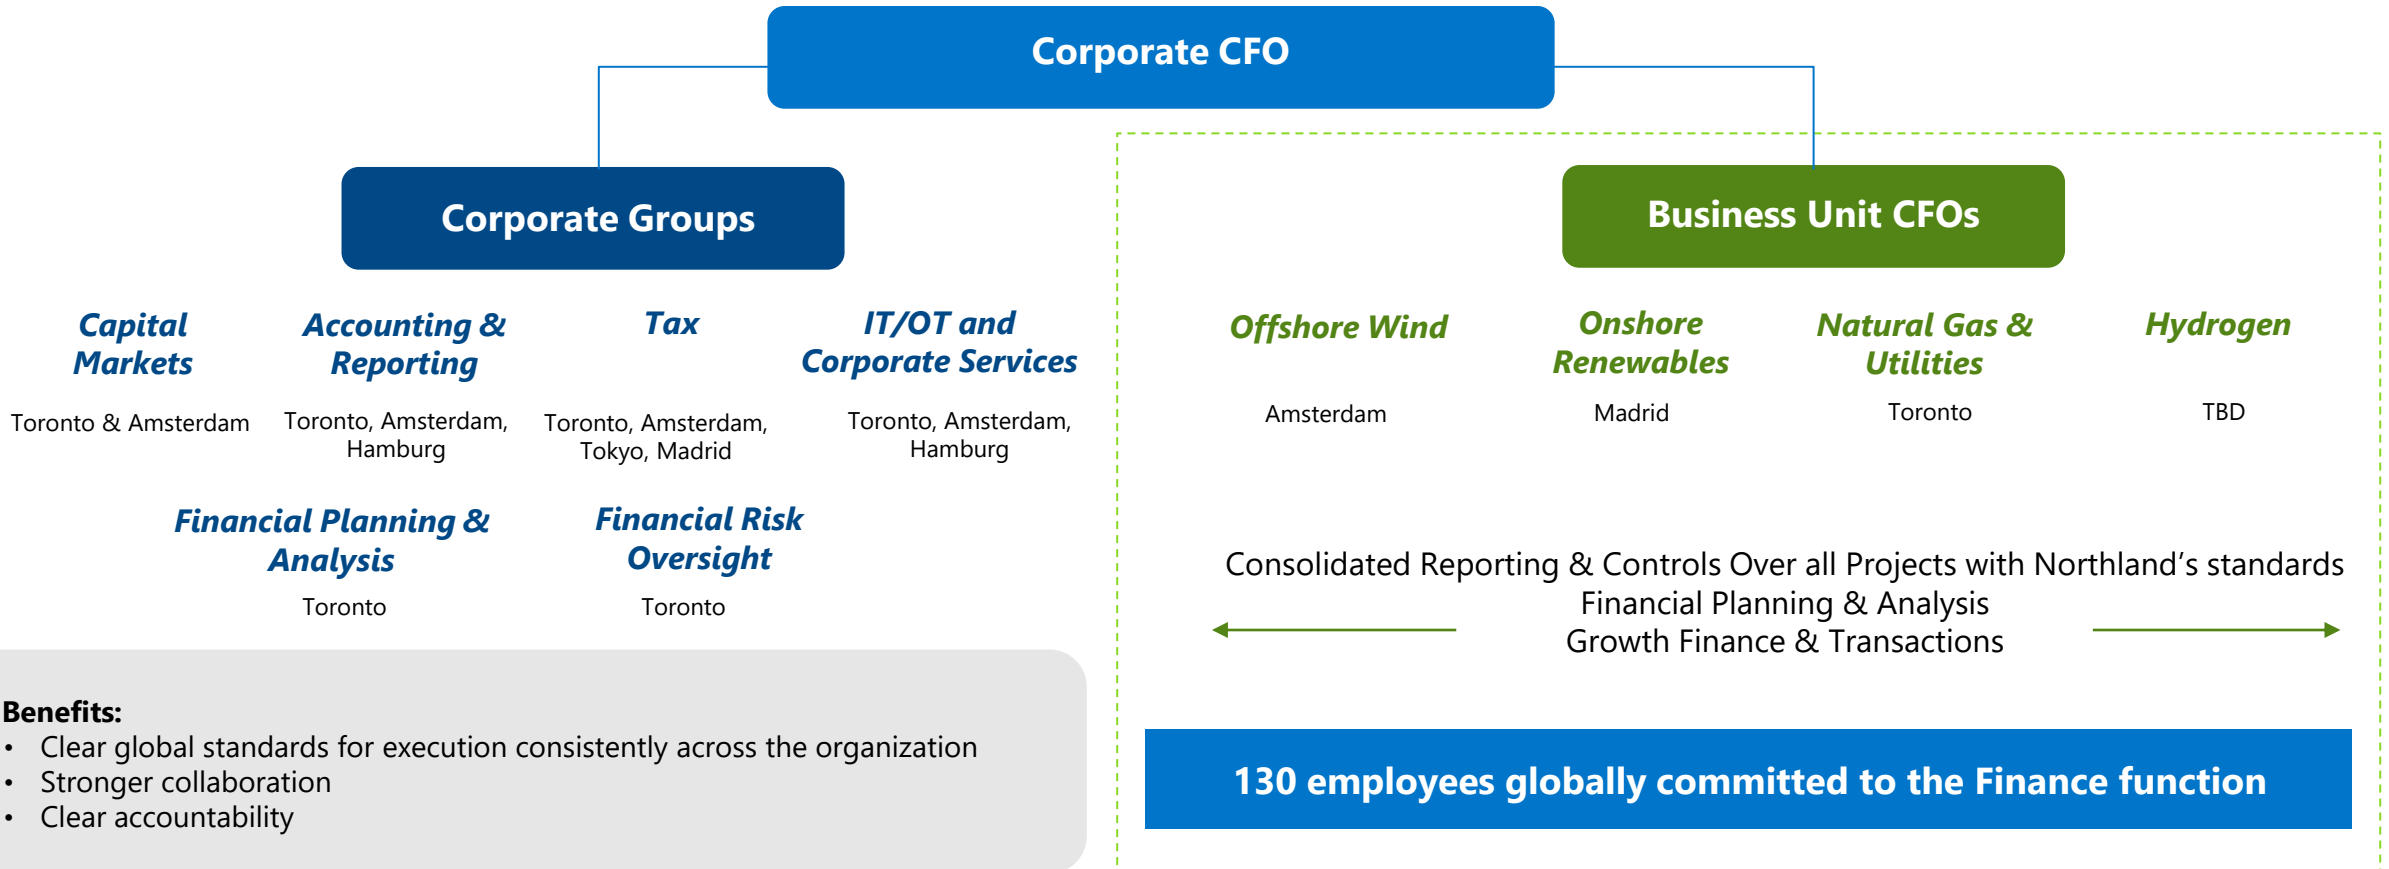 Corporate CFO
Corporate Groups
Capital
Markets
Toronto & Amsterdam
Accounting &
Reporting
Toronto, Amsterdam,
Hamburg
Tax
Toronto, Amsterdam,
Tokyo, Madrid
IT/OT and
Corporate Services
Toronto, Amsterdam,
Hamburg
Financial Planning &
Analysis
Toronto
Financial Risk
Oversight
Toronto
Benefits:
• Clear global standards for execution consistently across the organization
• Stronger collaboration
• Clear accountability
Business Unit CFOs
Offshore Wind
Amsterdam
Onshore
Renewables
Madrid
Natural Gas &
Utilities
Toronto
Hydrogen
TBD
Consolidated Reporting & Controls Over all Projects with Northland’s standards
Financial Planning & Analysis
Growth Finance & Transactions
130 employees globally committed to the Finance function